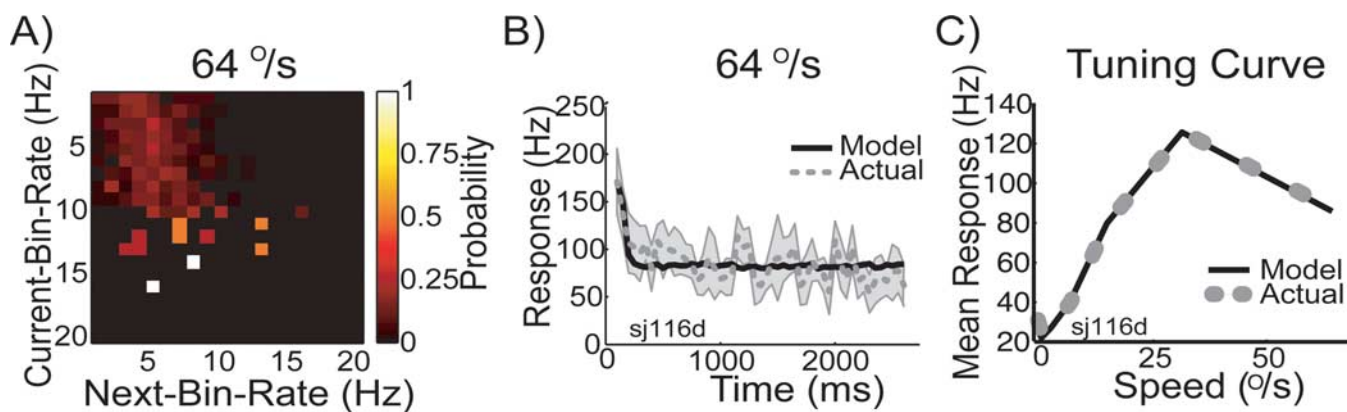 A)
64 °/s
Current-Bin-Rate (Hz)
5
10
15
20
5
10
15
20
Next-Bin-Rate (Hz)
1
0.75
0.5
0.25
0
Probability
B)
64 °/s
Response (Hz)
250
200
150
100
50
0
Model
Actual
sj116d
0
1000
2000
Time (ms)
C)
Tuning Curve
Mean Response (Hz)
140
120
100
80
60
40
20
Model
Actual
sj116d
0
25
50
Speed (°/s)